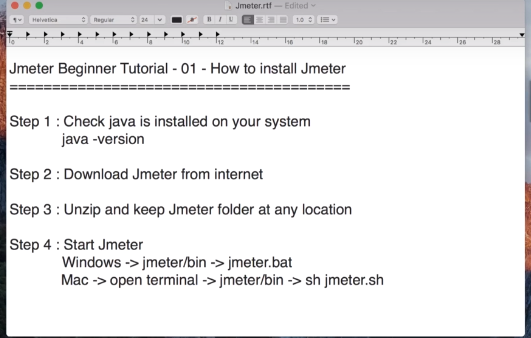 Jmeter.rtf — Edited
Helvetica Regular 24 B I U 1.0
0 2 4 6 8 10 12 14 16 18 20 22 24 26 28
Jmeter Beginner Tutorial - 01 - How to install Jmeter
=========================================
Step 1 : Check java is installed on your system
java -version
Step 2 : Download Jmeter from internet
Step 3 : Unzip and keep Jmeter folder at any location
Step 4 : Start Jmeter
Windows -> jmeter/bin -> jmeter.bat
Mac -> open terminal -> jmeter/bin -> sh jmeter.sh